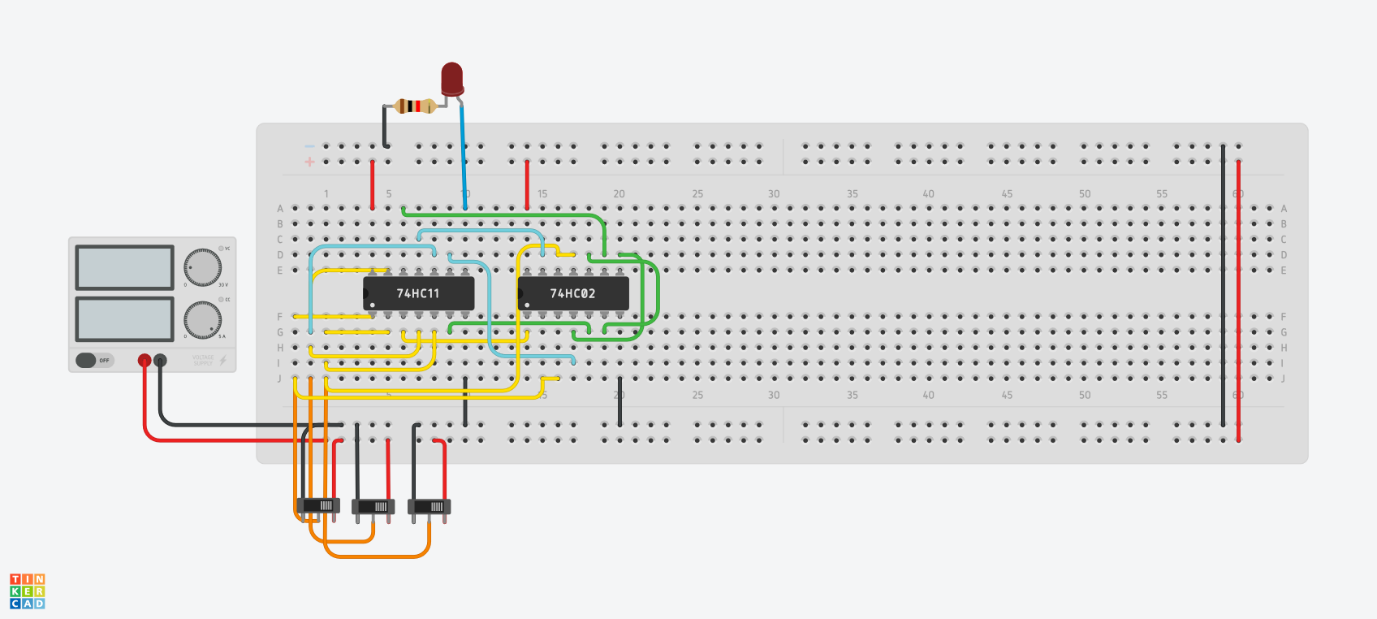 − −
+
1 5 10 15 20 25 30 35 40 45 50 55 60
A A
B B
C C
D D
E E
74HC11 74HC02
F F
G G
H H
I I
J J
5 15 20 25 30 35 40 45 50 55 60
OFF
TIN
KER
CAD